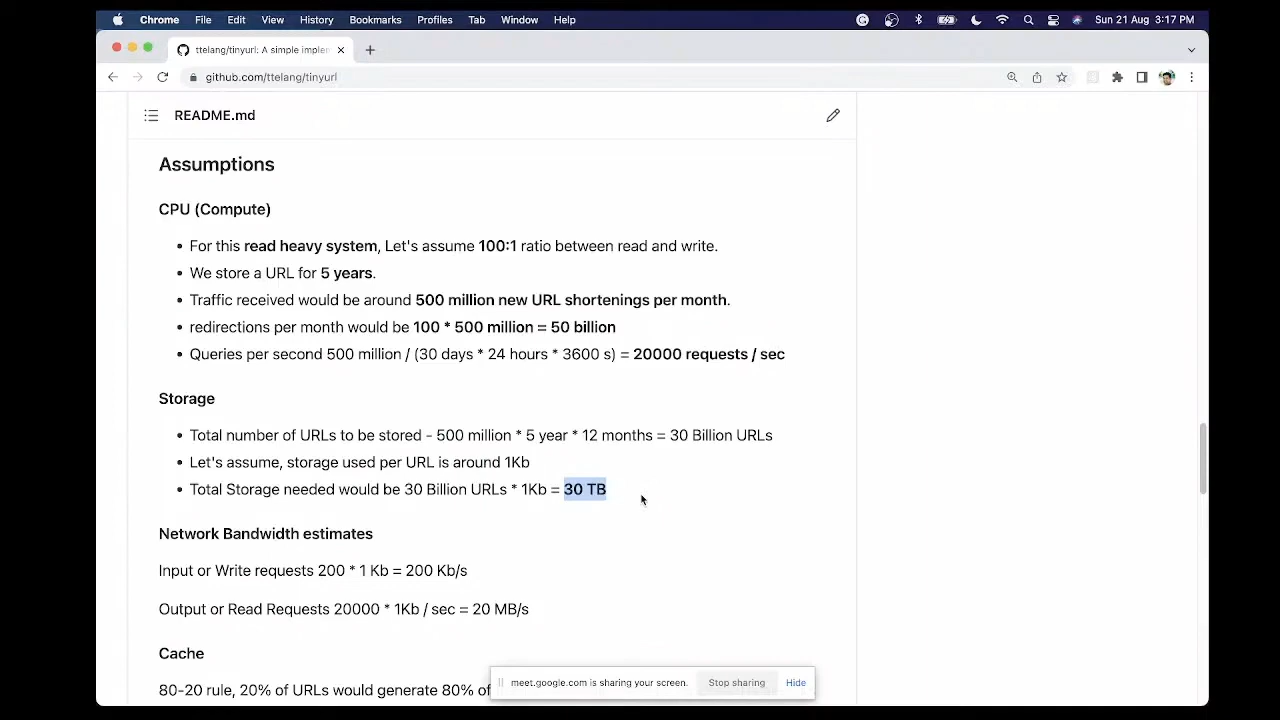 Chrome File Edit View History Bookmarks Profiles Tab Window Help Sun 21 Aug 3:17 PM
ttelang/tinyurl: A simple implem
github.com/ttelang/tinyurl
README.md
Assumptions
CPU (Compute)
• For this read heavy system, Let's assume 100:1 ratio between read and write.
• We store a URL for 5 years.
• Traffic received would be around 500 million new URL shortenings per month.
• redirections per month would be 100 * 500 million = 50 billion
• Queries per second 500 million / (30 days * 24 hours * 3600 s) = 20000 requests / sec
Storage
• Total number of URLs to be stored - 500 million * 5 year * 12 months = 30 Billion URLs
• Let's assume, storage used per URL is around 1Kb
• Total Storage needed would be 30 Billion URLs * 1Kb = 30 TB
Network Bandwidth estimates
Input or Write requests 200 * 1 Kb = 200 Kb/s
Output or Read Requests 20000 * 1Kb / sec = 20 MB/s
Cache
80-20 rule, 20% of URLs would generate 80% of
meet.google.com is sharing your screen. Stop sharing Hide